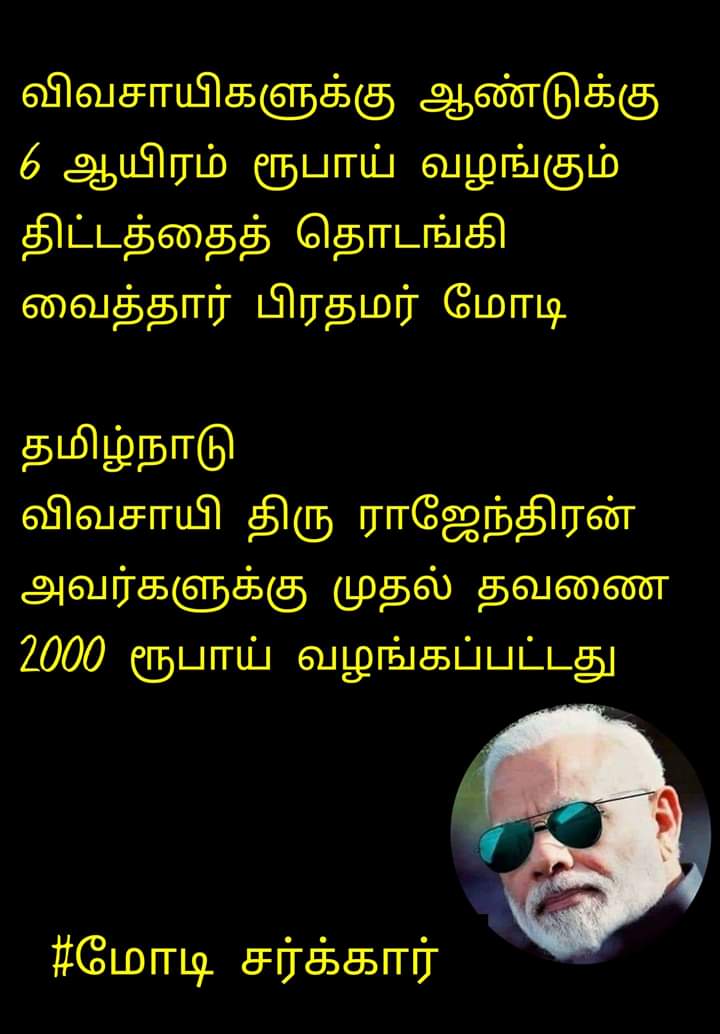 விவசாயிகளுக்கு ஆண்டுக்கு
6 ஆயிரம் ரூபாய் வழங்கும்
திட்டத்தைத் தொடங்கி
வைத்தார் பிரதமர் மோடி
தமிழ்நாடு
விவசாயி திரு ராஜேந்திரன்
அவர்களுக்கு முதல் தவணை
2000 ரூபாய் வழங்கப்பட்டது
#மோடி சர்க்கார்